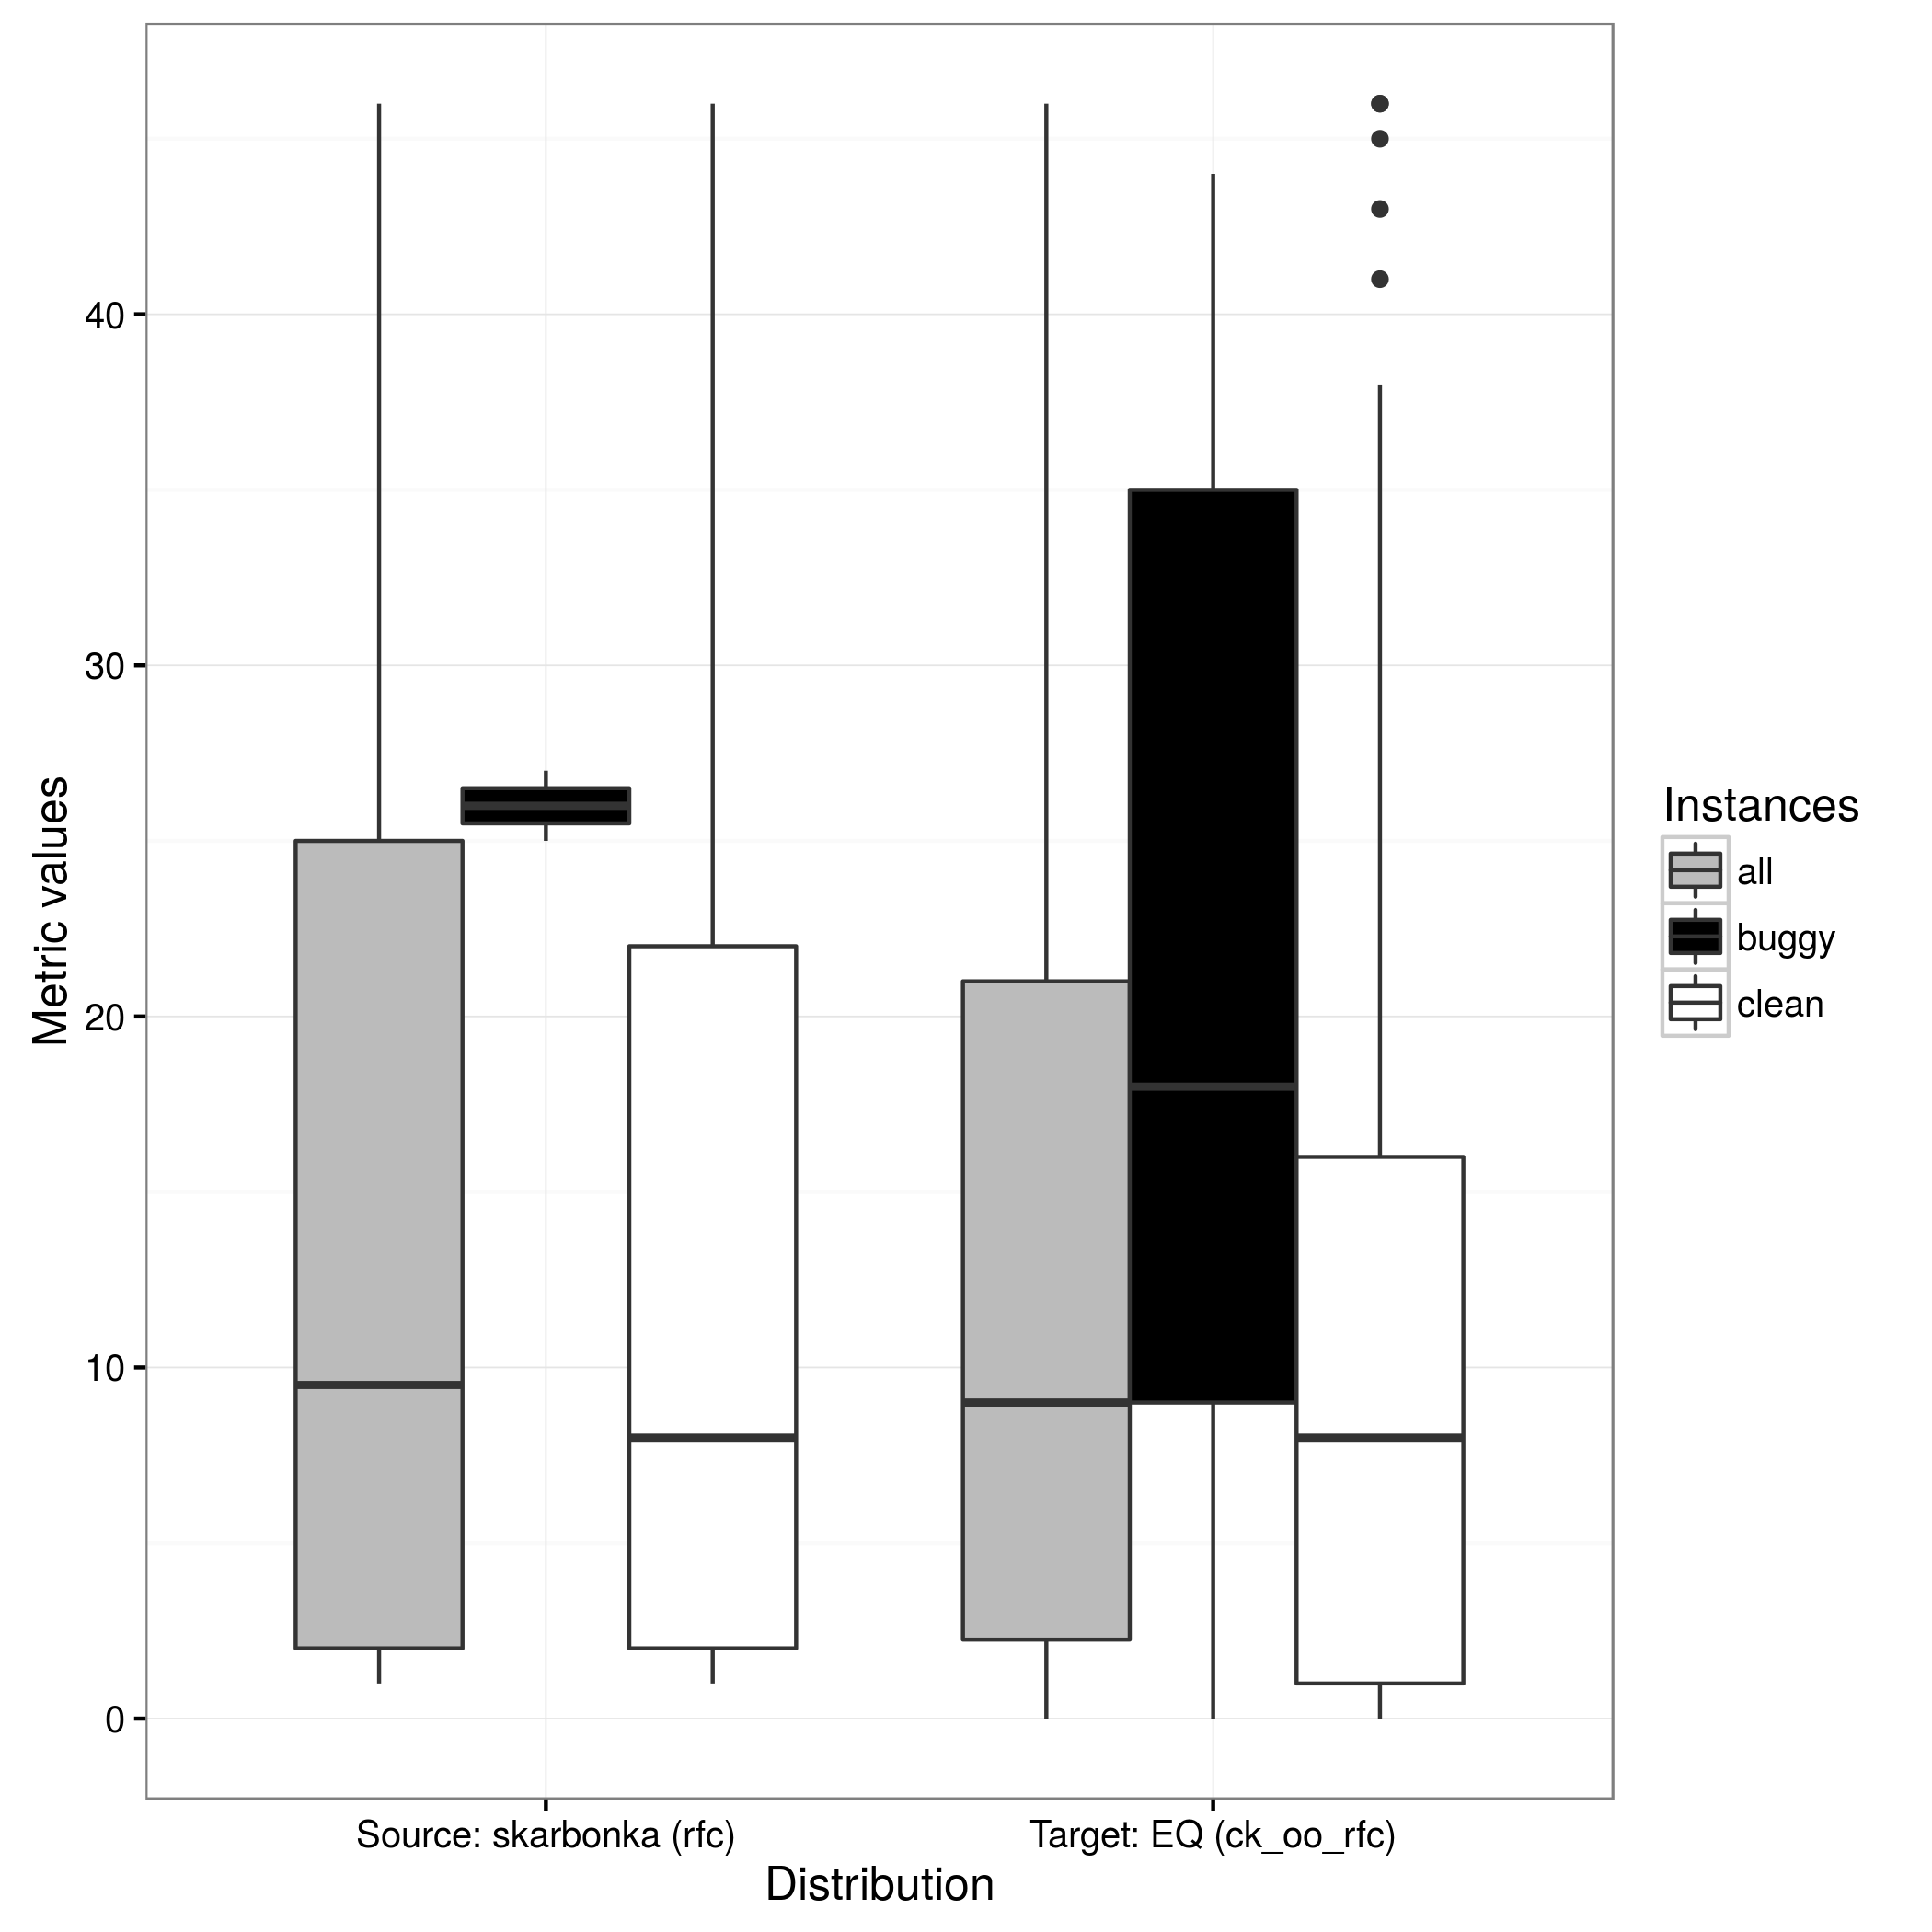 Metric values
40
30
20
10
0
Source: skarbonka (rfc)
Target: EQ (ck_oo_rfc)
Distribution
Instances
all
buggy
clean